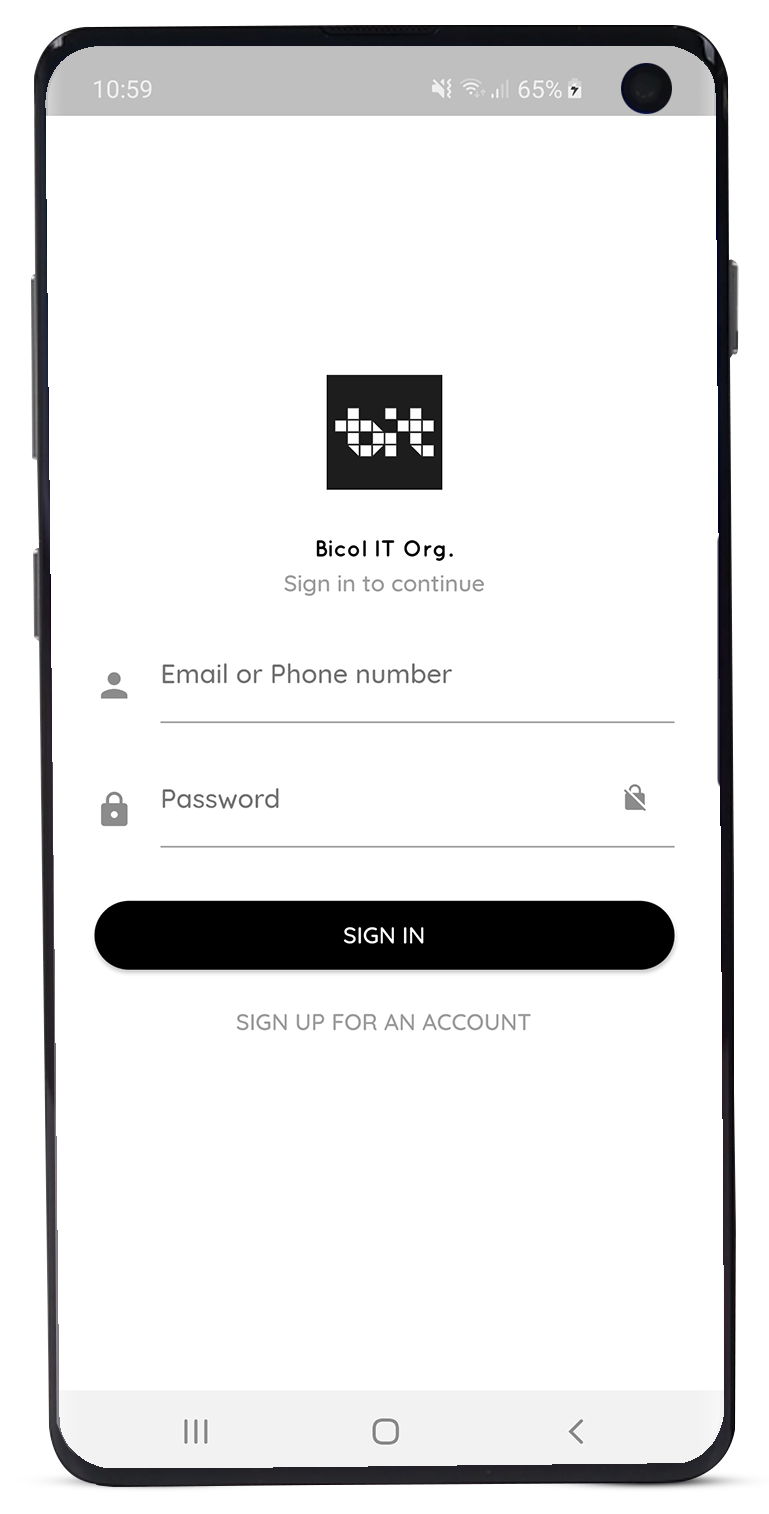 10:59 65%
bit
Bicol IT Org.
Sign in to continue
Email or Phone number
Password
SIGN IN
SIGN UP FOR AN ACCOUNT